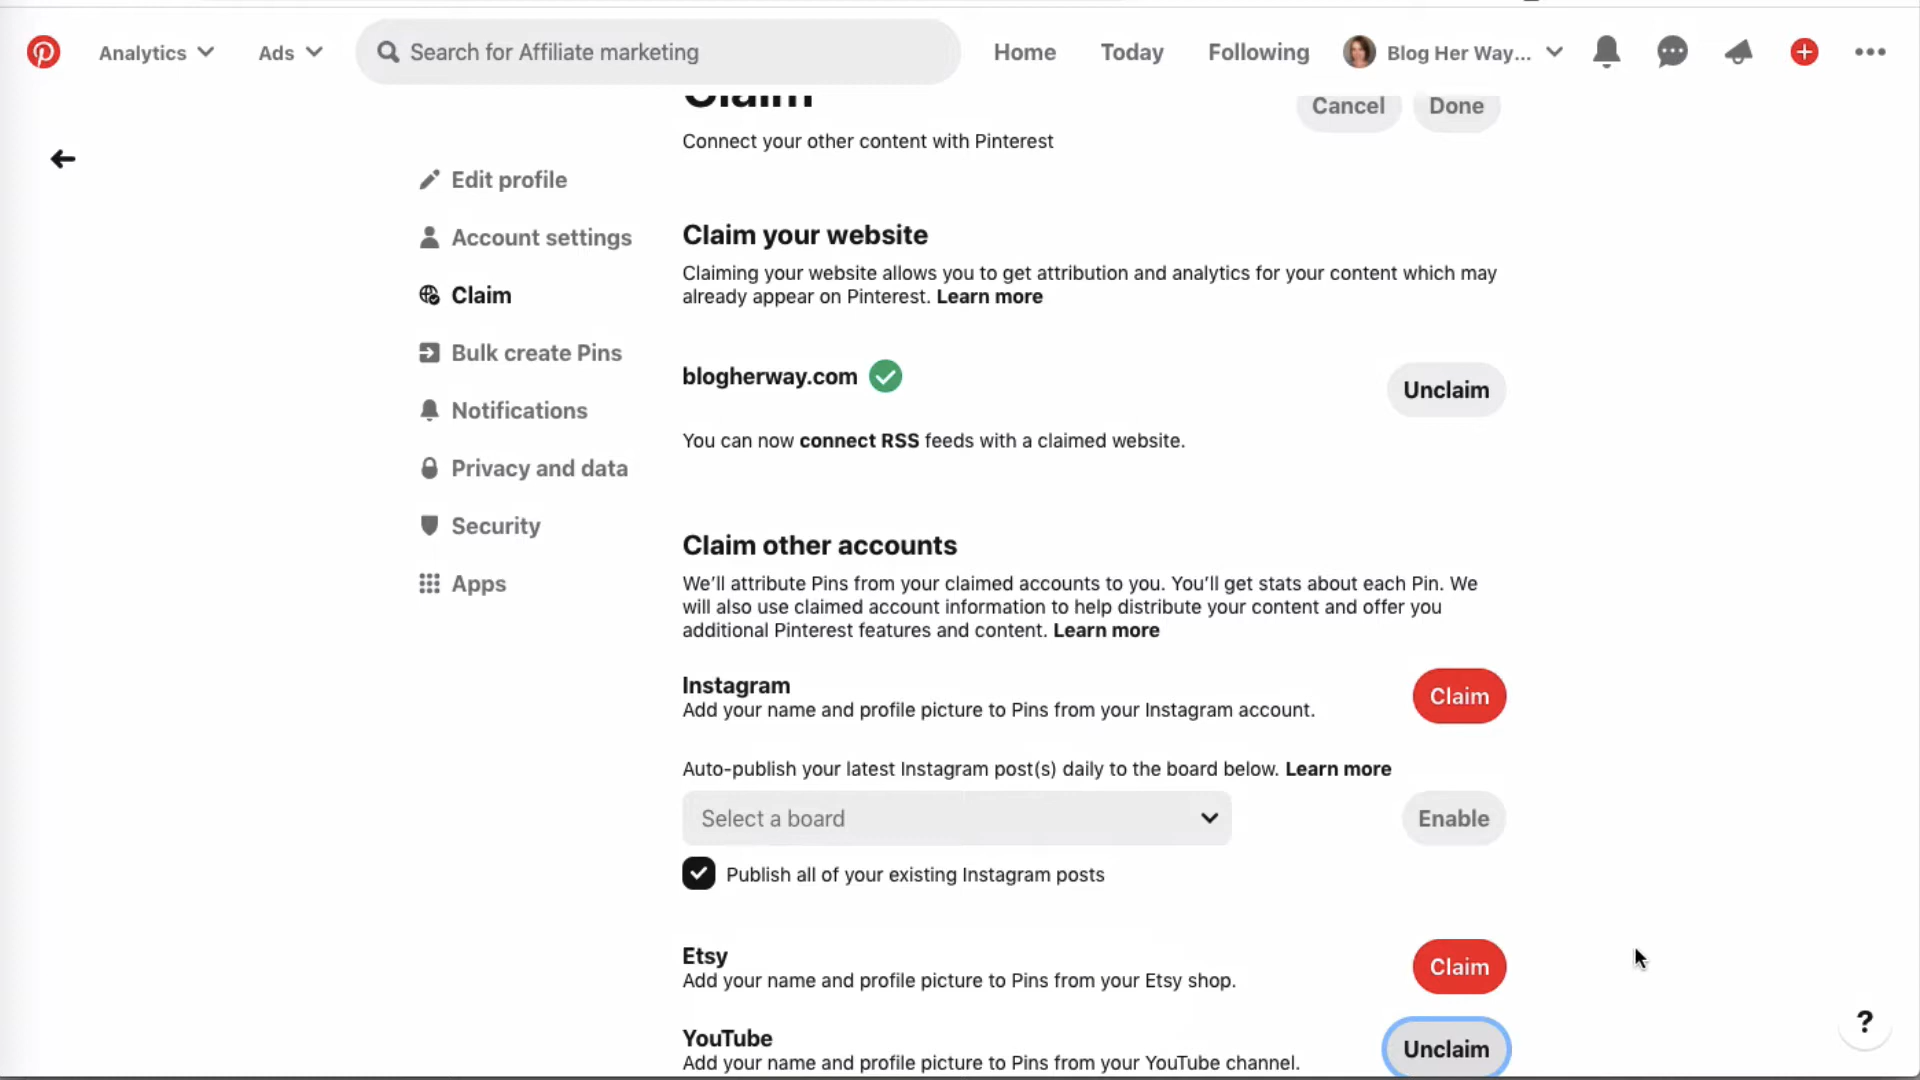 Analytics
Ads
Search for Affiliate marketing
Home
Today
Following
Blog Her Way...
Claim
Cancel
Done
Connect your other content with Pinterest
Edit profile
Account settings
Claim
Bulk create Pins
Notifications
Privacy and data
Security
Apps
Claim your website
Claiming your website allows you to get attribution and analytics for your content which may
already appear on Pinterest. Learn more
blogherway.com
Unclaim
You can now connect RSS feeds with a claimed website.
Claim other accounts
We'll attribute Pins from your claimed accounts to you. You'll get stats about each Pin. We
will also use claimed account information to help distribute your content and offer you
additional Pinterest features and content. Learn more
Instagram
Add your name and profile picture to Pins from your Instagram account.
Claim
Auto-publish your latest Instagram post(s) daily to the board below. Learn more
Select a board
Enable
Publish all of your existing Instagram posts
Etsy
Add your name and profile picture to Pins from your Etsy shop.
Claim
YouTube
Add your name and profile picture to Pins from your YouTube channel.
Unclaim
?